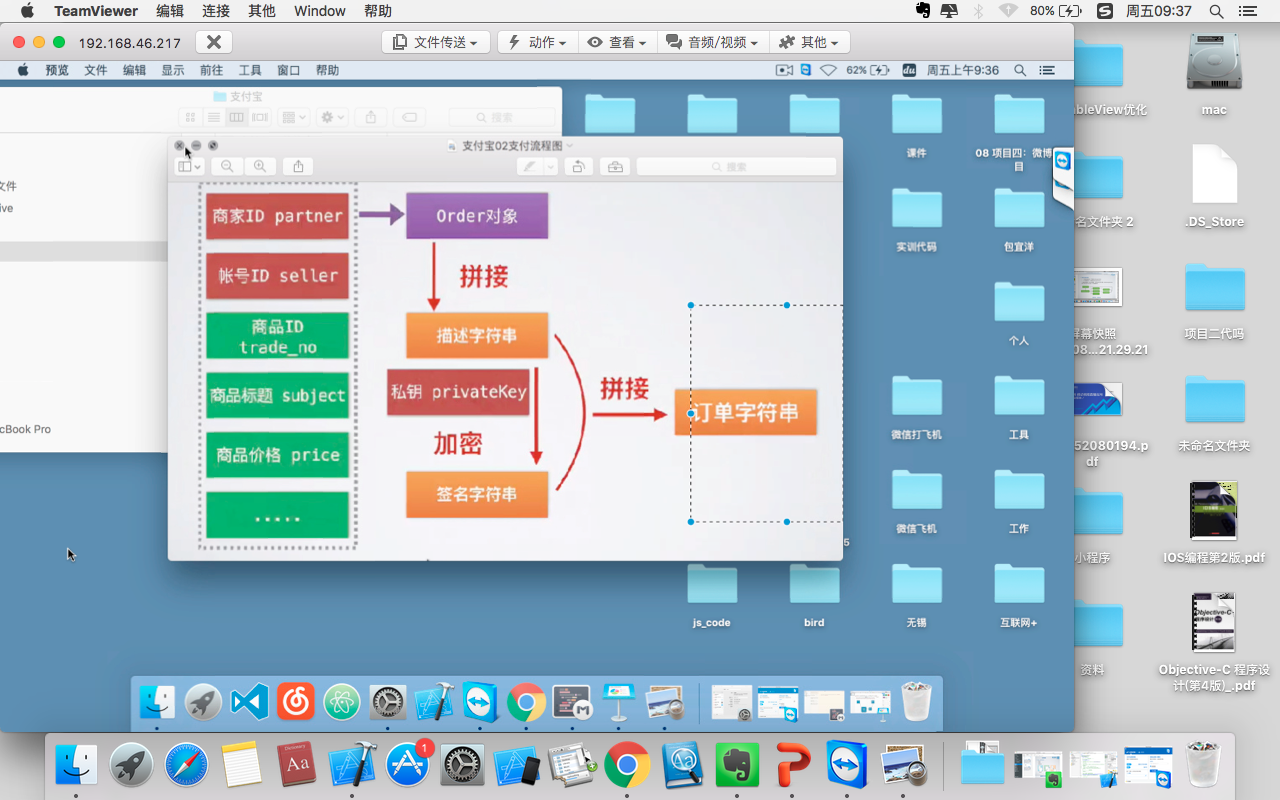 TeamViewer 编辑 连接 其他 Window 帮助
80% 周五09:37
192.168.46.217
文件传送 动作 查看 音频/视频 其他
预览 文件 编辑 显示 前往 工具 窗口 帮助
62% du 周五上午9:36
支付宝
搜索
支付宝02支付流程图
搜索
文件
ive
cBook Pro
商家ID partner
帐号ID seller
商品ID
trade_no
商品标题 subject
商品价格 price
.....
Order对象
拼接
描述字符串
私钥 privateKey
加密
签名字符串
拼接
订单字符串
课件
08 项目四：微博
目
实训代码
包宜洋
个人
微信打飞机
工具
微信飞机
工作
5
js_code
bird
无锡
互联网+
ableView优化
mac
名文件夹 2
.DS_Store
屏幕快照
08...21.29.21
项目二代码
52080194.p
df
未命名文件夹
小程序
IOS编程第2版.pdf
资料
Objective-C 程序设
计(第4版)_.pdf
Aa
1